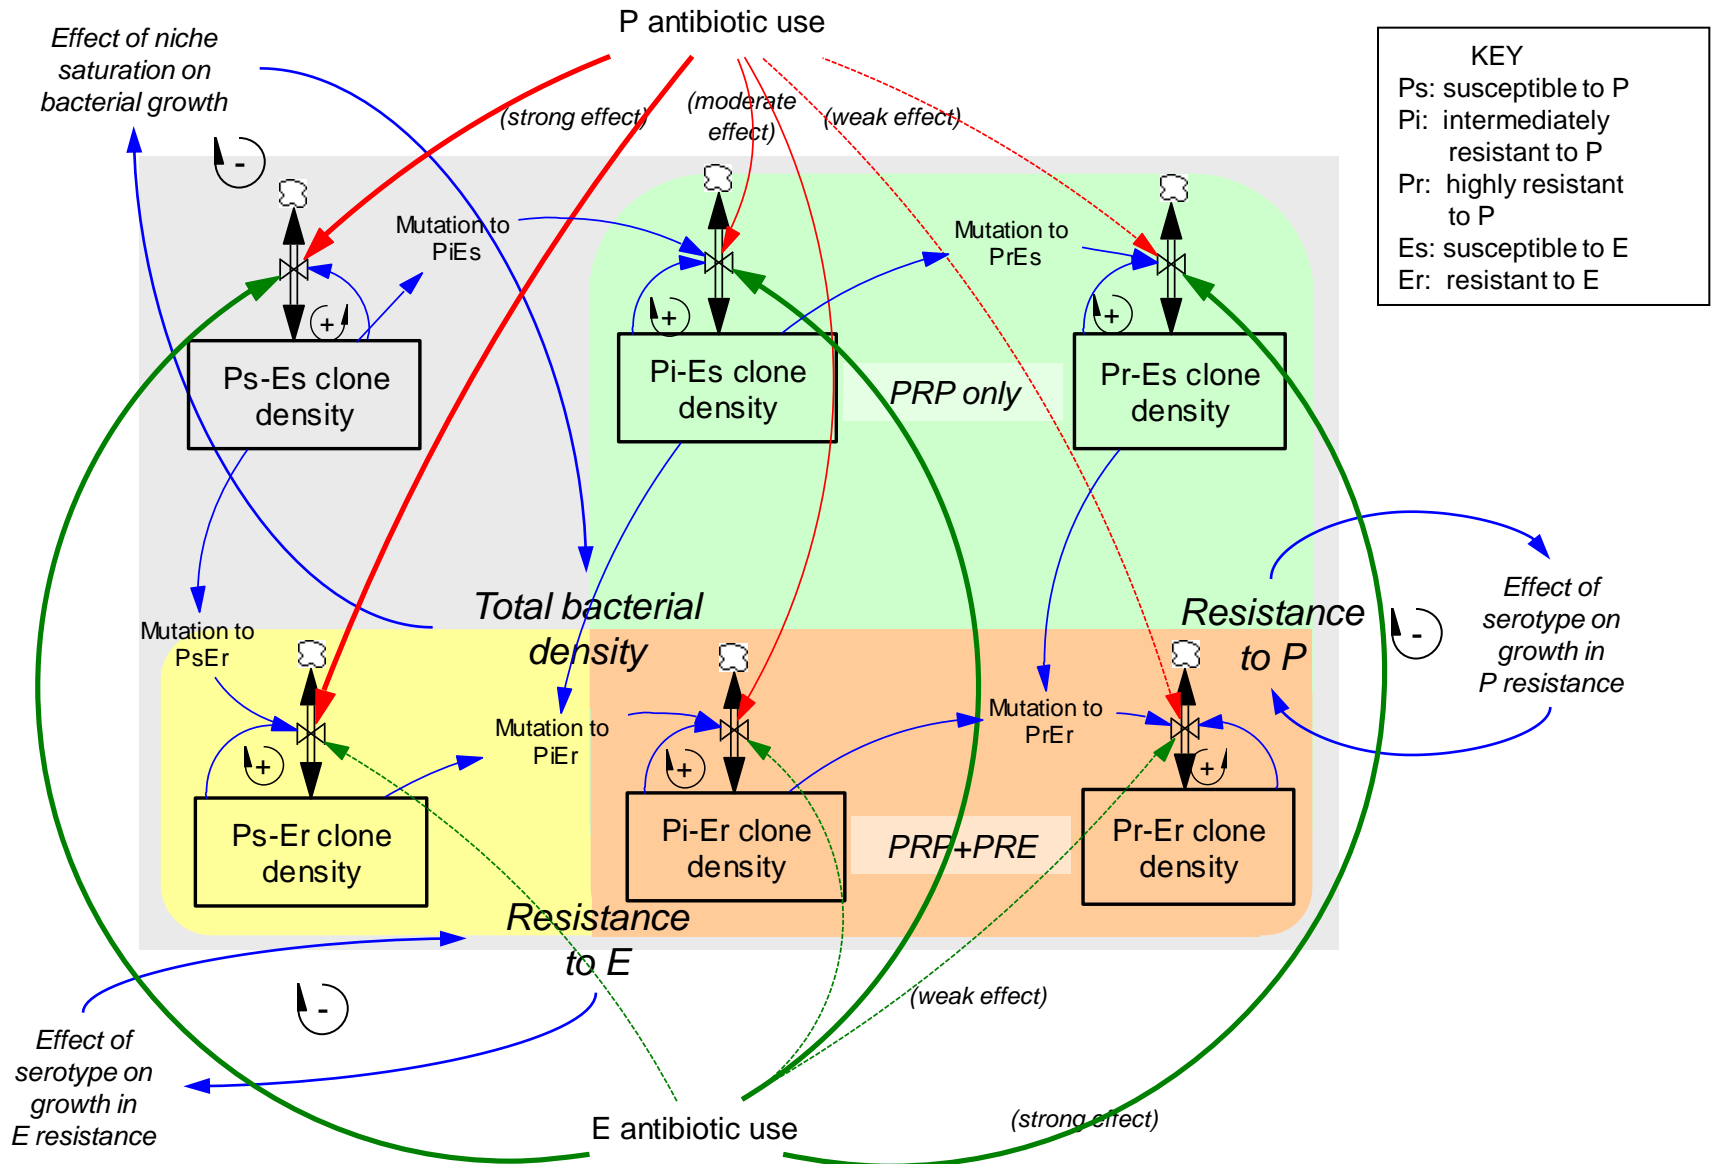 P antibiotic use
Effect of niche
saturation on
bacterial growth
KEY
Ps: susceptible to P
Pi: intermediately
resistant to P
Pr: highly resistant
to P
Es: susceptible to E
Er: resistant to E
(strong effect)
(moderate
effect)
(weak effect)
-
Mutation to
PiEs
Mutation to
PrEs
+
+
+
Ps-Es clone
density
Pi-Es clone
density
PRP only
Pr-Es clone
density
Total bacterial
density
Resistance
to P
Effect of
serotype on
growth in
P resistance
-
Mutation to
PsEr
Mutation to
PiEr
Mutation to
PrEr
+
+
+
Ps-Er clone
density
Pi-Er clone
density
PRP+PRE
Pr-Er clone
density
Resistance
to E
-
(weak effect)
Effect of
serotype on
growth in
E resistance
E antibiotic use
(strong effect)